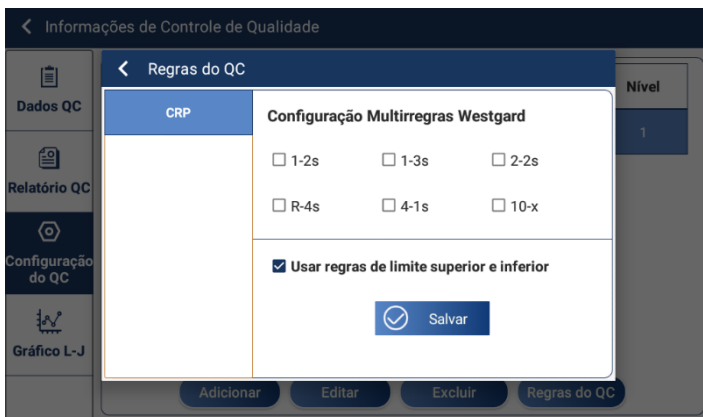 Informações de Controle de Qualidade
Regras do QC
Dados QC
Relatório QC
Configuração
do QC
Gráfico L-J
CRP
Configuração Multirregras Westgard
1-2s
1-3s
2-2s
R-4s
4-1s
10-x
Usar regras de limite superior e inferior
Salvar
Nível
1
Adicionar
Editar
Excluir
Regras do QC